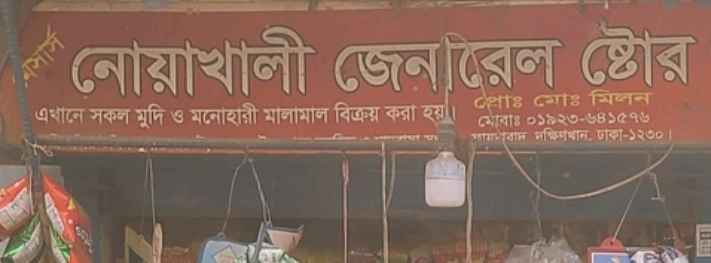 মেসার্স
নোয়াখালী জেনারেল ষ্টোর
এখানে সকল মুদি ও মনোহারী মালামাল বিক্রয় করা হয়।
প্রোঃ মোঃ মিলন
মোবাঃ ০১৯২৩-৬৪১৫৭৬
দক্ষিণখান, ঢাকা-১২৩০।